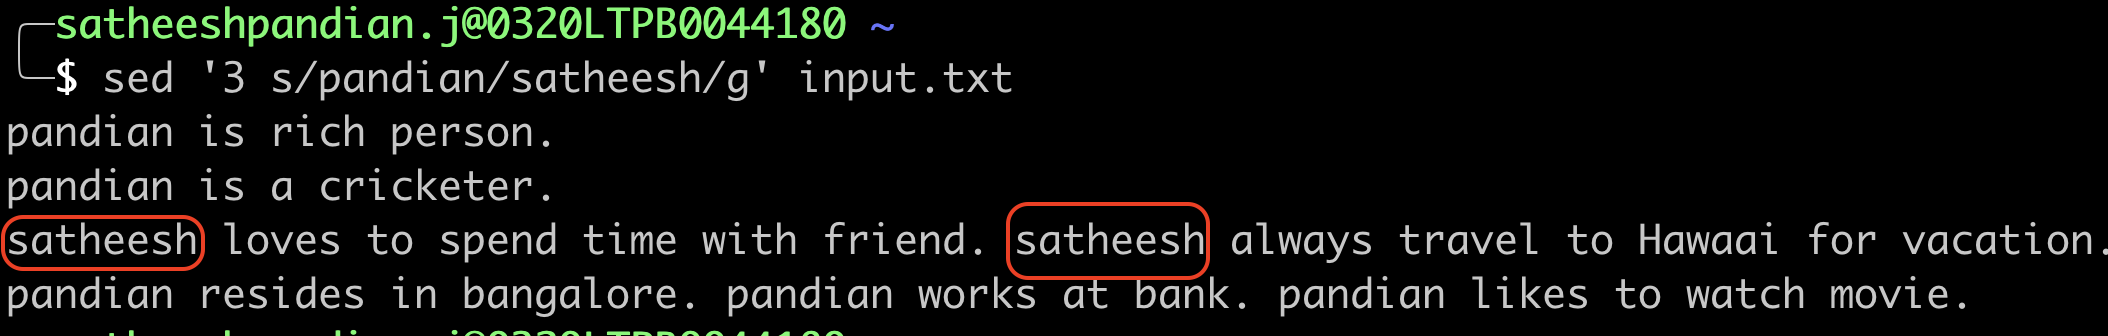 satheeshpandian.j@0320LTPB0044180 ~
$ sed '3 s/pandian/satheesh/g' input.txt
pandian is rich person.
pandian is a cricketer.
satheesh loves to spend time with friend. satheesh always travel to Hawaai for vacation.
pandian resides in bangalore. pandian works at bank. pandian likes to watch movie.